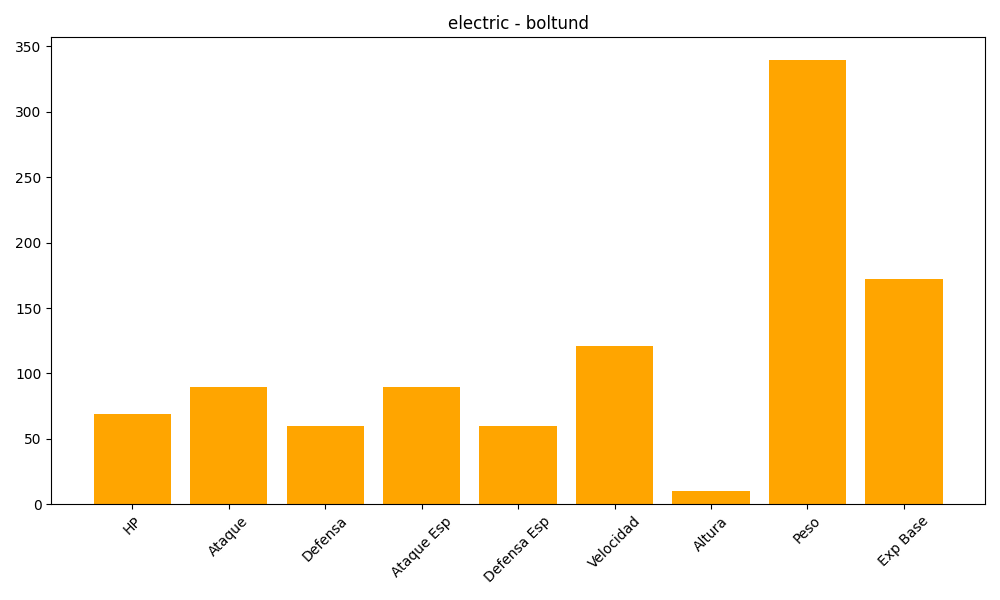 electric - boltund
350
300
250
200
150
100
50
0
HP
Ataque
Defensa
Ataque Esp
Defensa Esp
Velocidad
Altura
Peso
Exp Base